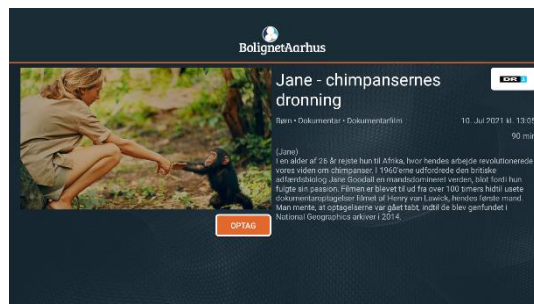 BolignetAarhus
Jane - chimpansernes
dronning
DR
Børn • Dokumentar • Dokumentarfilm
10. Jul 2021 kl. 13:05
90 min
(Jane)
I en alder af 26 år rejste hun til Afrika, hvor hendes arbejde revolutionerede
vores viden om chimpanser. I 1960'erne udfordrede den britiske
adfærdsbiolog Jane Goodall en mandsdomineret verden, blot fordi hun
fulgte sin passion. Filmen er blevet til ud fra over 100 timers hidtil usete
dokumentaroptagelser filmet af Henry van Lawick, hendes første mand.
Man mente, at optagelserne var gået tabt, indtil de blev genfundet i
National Geographics arkiver i 2014.
OPTAG